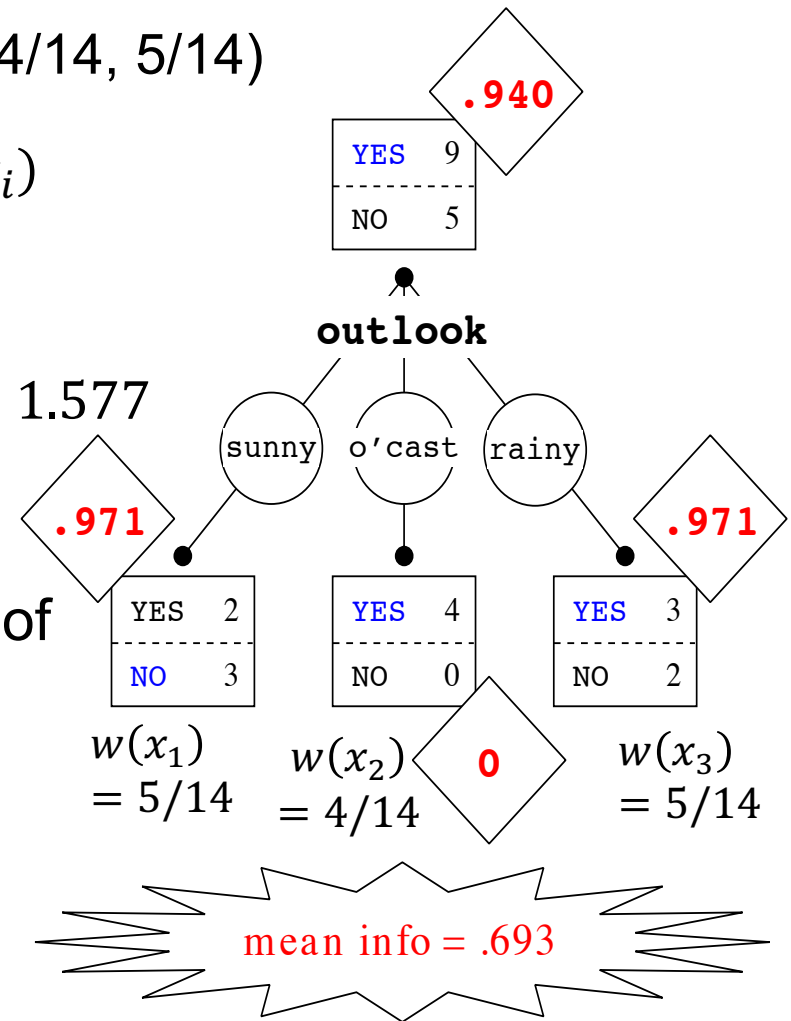 4/14, 5/14)
.940
YES 9
NO 5
i)
outlook
1.577
sunny o'cast rainy
.971
.971
of
YES 2
NO 3
YES 4
NO 0
YES 3
NO 2
w(x₁)
= 5/14
w(x₂)
= 4/14
0
w(x₃)
= 5/14
mean info = .693